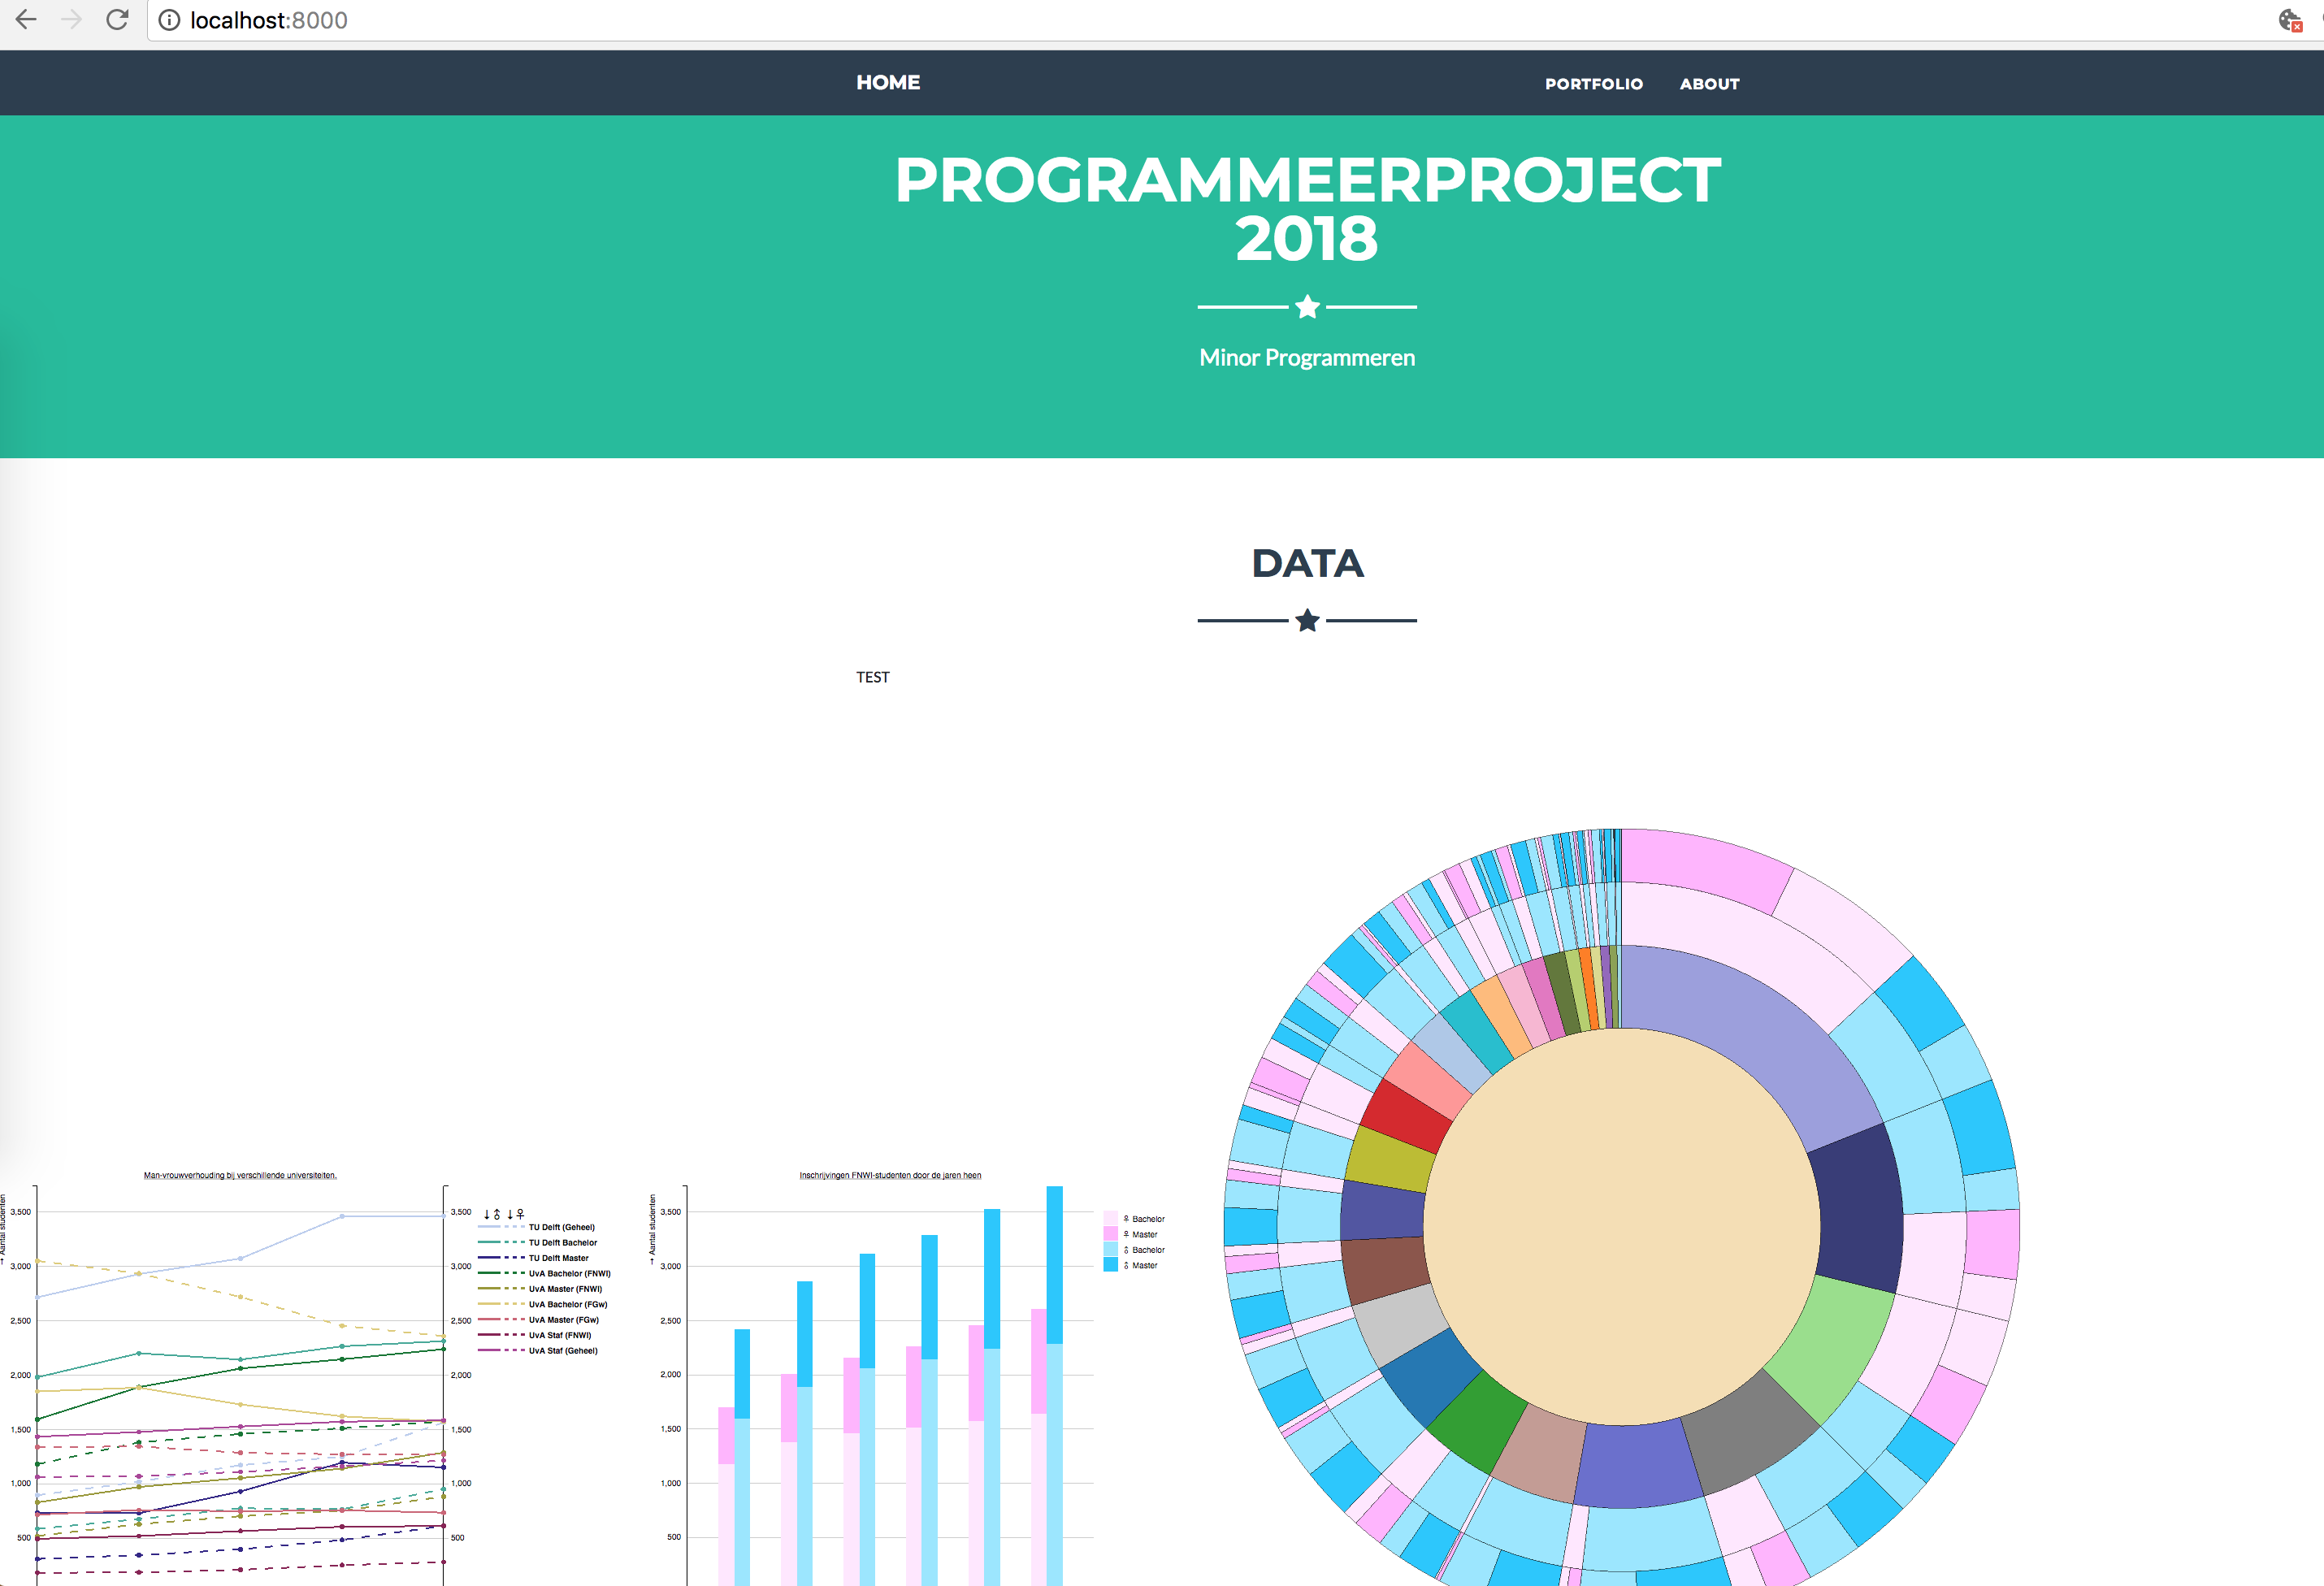 localhost:8000
HOME
PORTFOLIO
ABOUT
PROGRAMMEERPROJECT
2018
Minor Programmeren
DATA
TEST
Man-vrouwverhouding bij verschillende universiteiten.
→ Aantal studenten
3,500
3,000
2,500
2,000
1,500
1,000
500
3,500
3,000
2,500
2,000
1,500
1,000
500
↓♂ ↓♀
TU Delft (Geheel)
TU Delft Bachelor
TU Delft Master
UvA Bachelor (FNWI)
UvA Master (FNWI)
UvA Bachelor (FGw)
UvA Master (FGw)
UvA Staf (FNWI)
UvA Staf (Geheel)
Inschrijvingen FNWI-studenten door de jaren heen
→ Aantal studenten
3,500
3,000
2,500
2,000
1,500
1,000
500
♀ Bachelor
♀ Master
♂ Bachelor
♂ Master